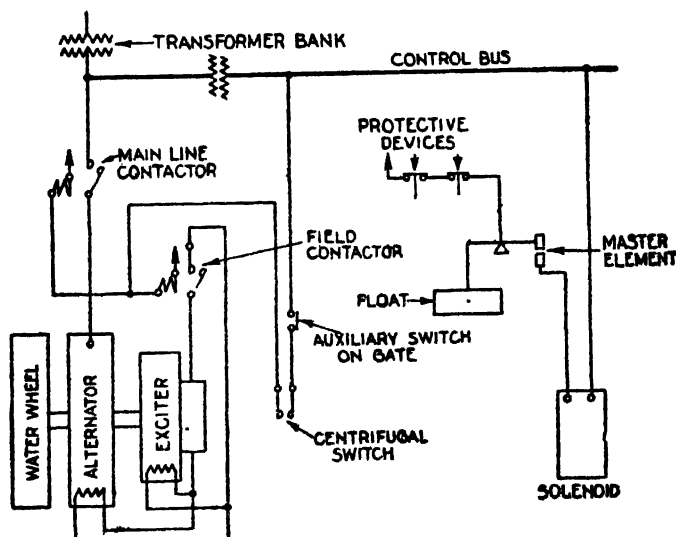 TRANSFORMER BANK
CONTROL BUS
PROTECTIVE
DEVICES
MAIN LINE
CONTACTOR
FIELD
CONTACTOR
MASTER
ELEMENT
FLOAT
AUXILIARY SWITCH
ON GATE
WATER WHEEL
ALTERNATOR
EXCITER
CENTRIFUGAL
SWITCH
SOLENOID